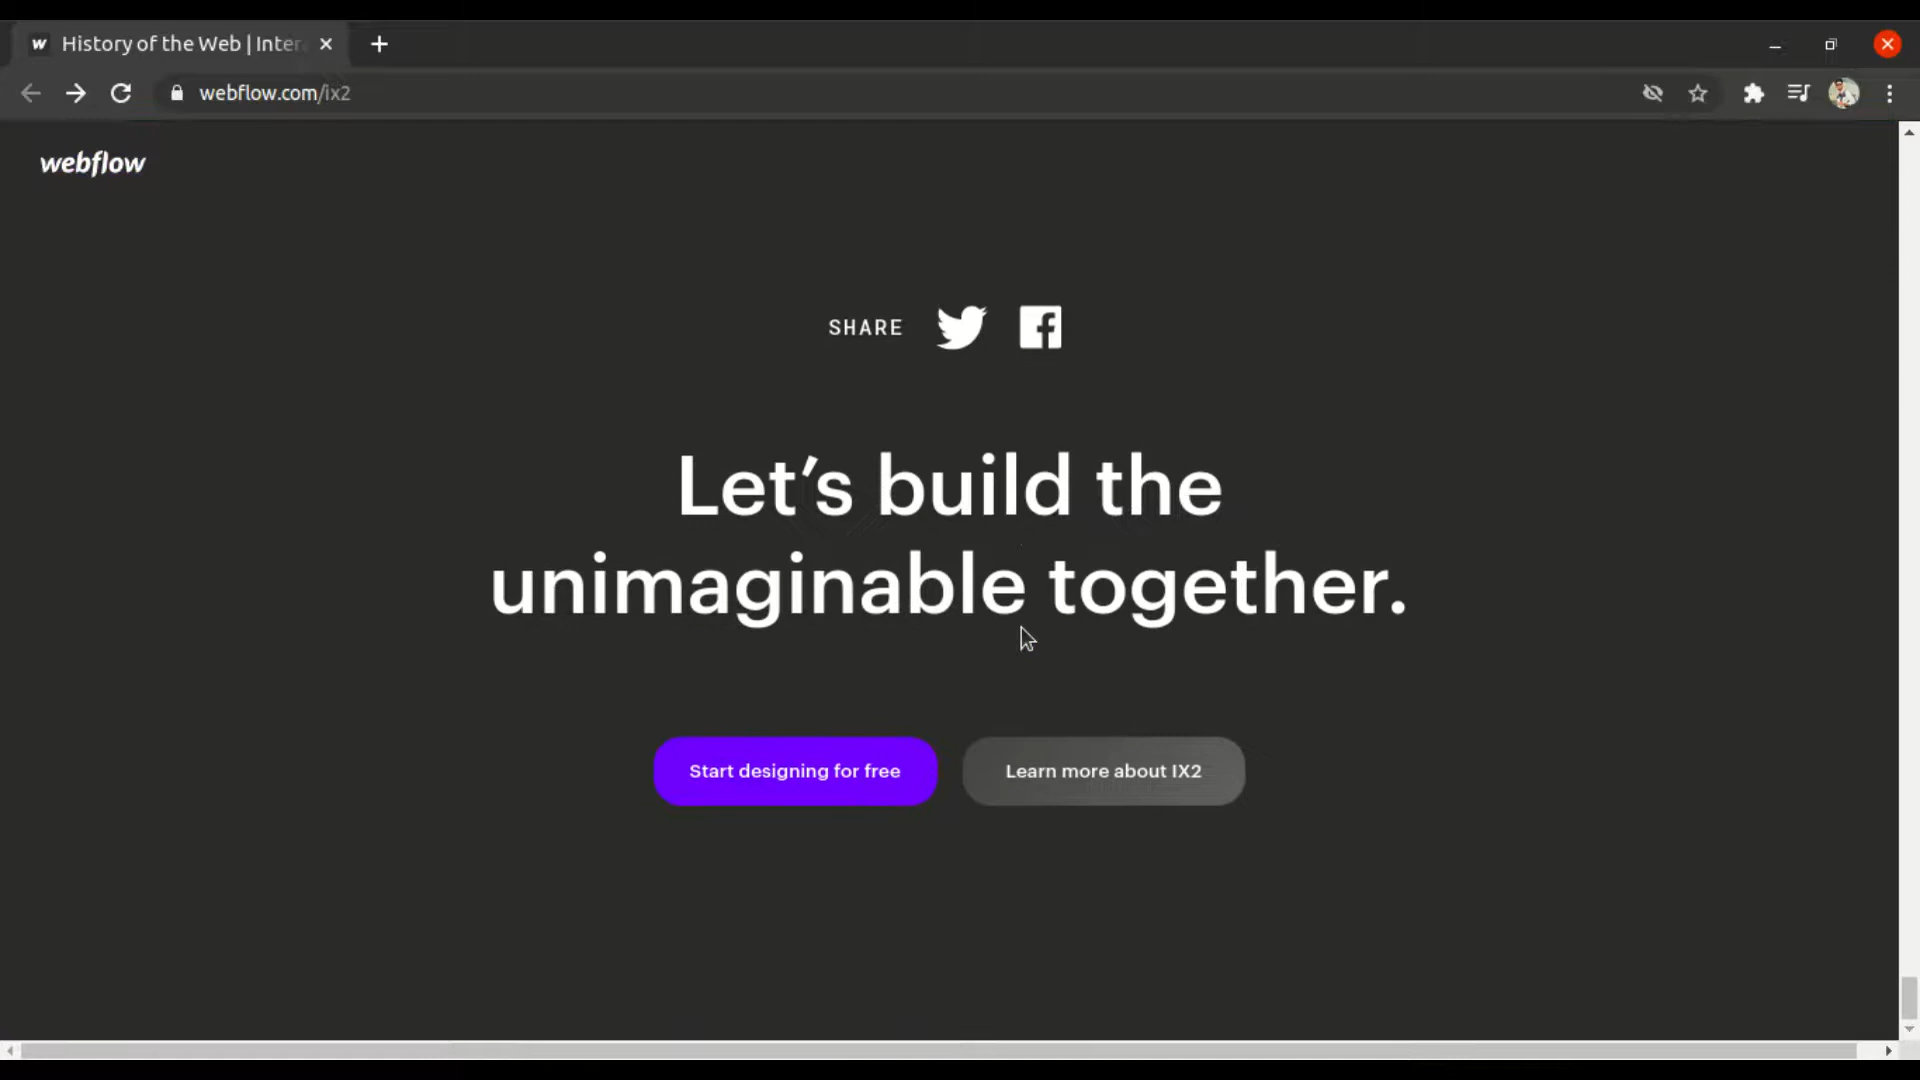 History of the Web | Inter
webflow.com/ix2
webflow
SHARE
Let’s build the
unimaginable together.
Start designing for free
Learn more about IX2